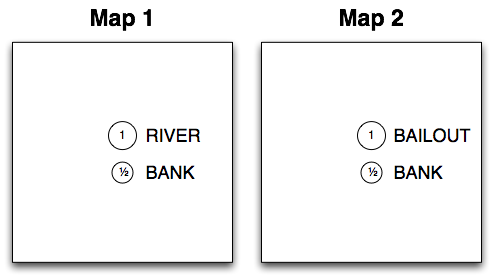 Map 1
1 RIVER
½ BANK
Map 2
1 BAILOUT
½ BANK